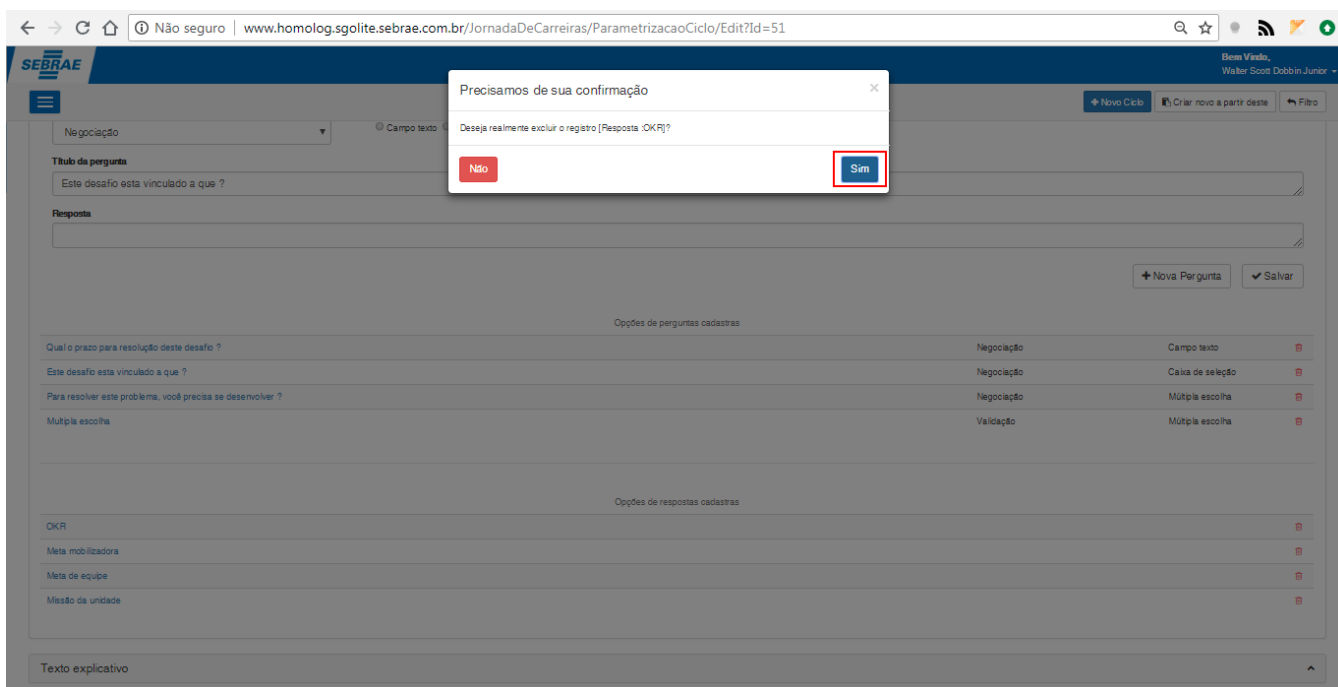 Não seguro | www.homolog.sgolite.sebrae.com.br/JornadaDeCarreiras/ParametrizacaoCiclo/Edit?Id=51
SEBRAE
Bem Vindo,
Walter Scott Dobbin Junior
Precisamos de sua confirmação ×
Novo Ciclo Criar novo a partir deste Filtro
Negociação Campo texto
Deseja realmente excluir o registro [Resposta :OKR]?
Não Sim
Título da pergunta
Este desafio esta vinculado a que ?
Resposta
Nova Pergunta Salvar
Opções de perguntas cadastras
Qual o prazo para resolução deste desafio ? Negociação Campo texto
Este desafio esta vinculado a que ? Negociação Caixa de seleção
Para resolver este problema, você precisa se desenvolver ? Negociação Múltipla escolha
Multipla escolha Validação Múltipla escolha
Opções de respostas cadastras
OKR
Meta mobilizadora
Meta de equipe
Missão da unidade
Texto explicativo